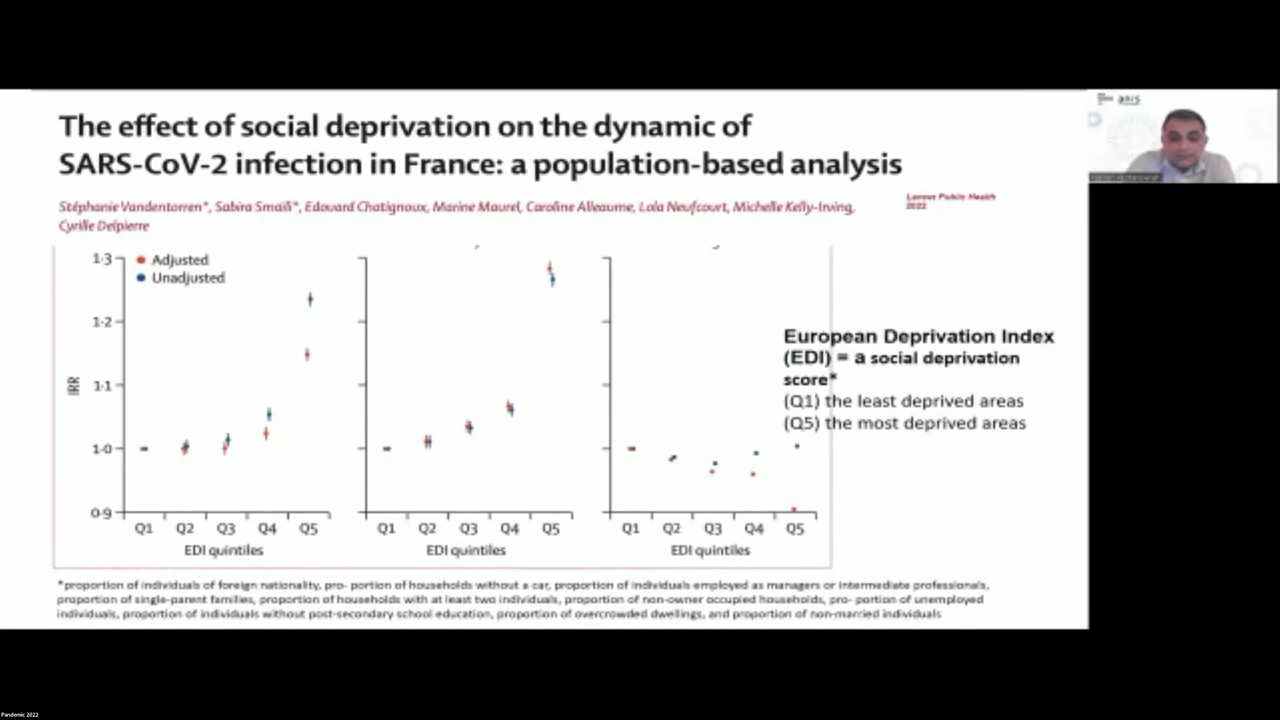 The effect of social deprivation on the dynamic of
SARS-CoV-2 infection in France: a population-based analysis
Stéphanie Vandentorren*, Sabira Smaïli*, Edouard Chatignoux, Marine Maurel, Caroline Alleaume, Lola Neufcourt, Michelle Kelly-Irving,
Cyrille Delpierre
Lancet Public Health
2022
anrs
Adjusted
Unadjusted
IRR
1·3
1·2
1·1
1·0
0·9
Q1 Q2 Q3 Q4 Q5
EDI quintiles
Q1 Q2 Q3 Q4 Q5
EDI quintiles
Q1 Q2 Q3 Q4 Q5
EDI quintiles
European Deprivation Index
(EDI) = a social deprivation
score*
(Q1) the least deprived areas
(Q5) the most deprived areas
*proportion of individuals of foreign nationality, pro- portion of households without a car, proportion of individuals employed as managers or intermediate professionals,
proportion of single-parent families, proportion of households with at least two individuals, proportion of non-owner occupied households, pro- portion of unemployed
individuals, proportion of individuals without post-secondary school education, proportion of overcrowded dwellings, and proportion of non-married individuals
Pandemic 2022